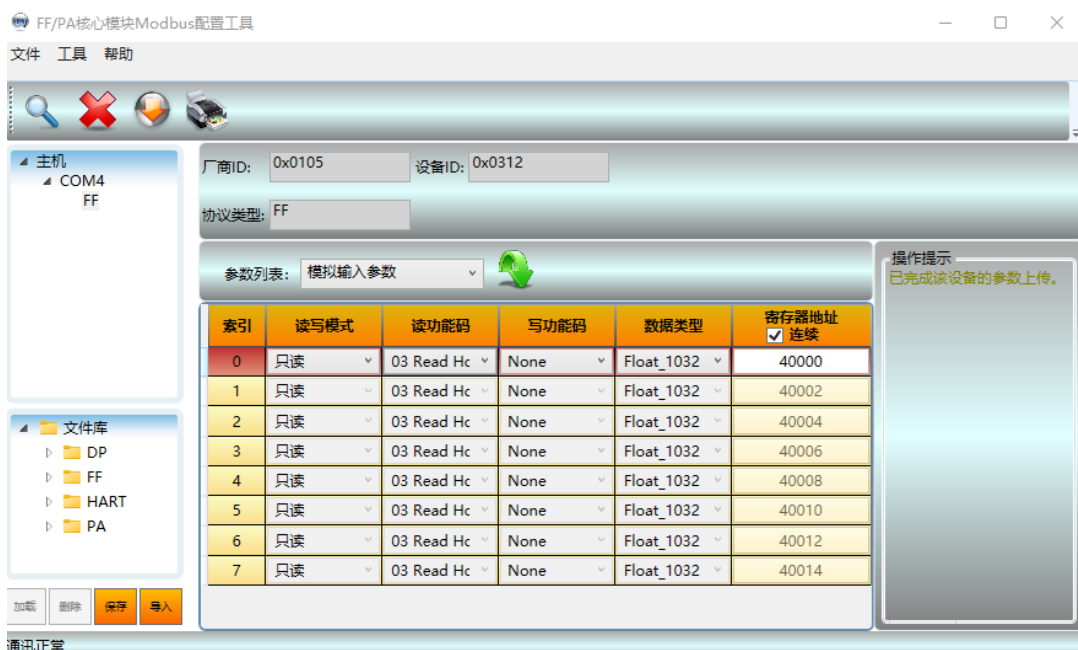 FF/PA核心模块Modbus配置工具
文件 工具 帮助
主机
COM4
FF
厂商ID: 0x0105 设备ID: 0x0312
协议类型: FF
参数列表: 模拟输入参数
操作提示
已完成该设备的参数上传。
索引 读写模式 读功能码 写功能码 数据类型 寄存器地址 连续
0 只读 03 Read Hc None Float_1032 40000
1 只读 03 Read Hc None Float_1032 40002
2 只读 03 Read Hc None Float_1032 40004
3 只读 03 Read Hc None Float_1032 40006
4 只读 03 Read Hc None Float_1032 40008
5 只读 03 Read Hc None Float_1032 40010
6 只读 03 Read Hc None Float_1032 40012
7 只读 03 Read Hc None Float_1032 40014
文件库
DP
FF
HART
PA
加载 删除 保存 导入
通讯正常